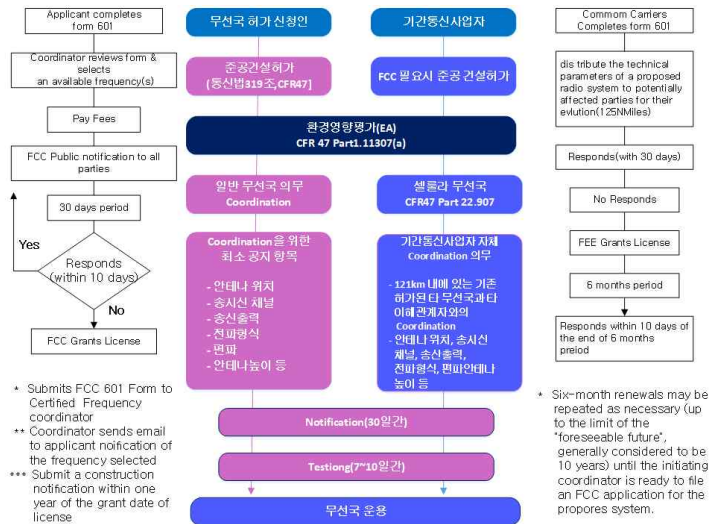 Applicant completes
form 601
Coordinator reviews form &
selects
an available frequency(s)
Pay Fees
FCC Public notification to all
parties
30 days period
Yes
Responds
(within 10 days)
No
FCC Grants License
* Submits FCC 601 Form to
Certified Frequency
coordinator
** Coordinator sends email
to applicant noification of
the frequency selected
*** Submit a construction
notification within one
year of the grant date of
license
무선국 허가 신청인
준공건설허가
[통신법319조,CFR47]
기간통신사업자
FCC 필요시 준공 건설허가
환경영향평가(EA)
CFR 47 Part1.11307(a)
일반 무선국 의무
Coordination
셀룰라 무선국
CFR47 Part 22.907
Coordination을 위한
최소 공지 항목
- 안테나 위치
- 송시신 채널
- 송신출력
- 전파형식
- 편파
- 안테나높이 등
기간통신사업자 자체
Coordination 의무
- 121km 내에 있는 기존
허가된 타 무선국과 타
이해관계자와의
Coordination
- 안테나 위치, 송시신
채널, 송신출력,
전파형식, 편파안테나
높이 등
Notification(30일간)
Testiong(7~10일간)
무선국 운용
Commom Carriers
Completes form 601
dis tribute the technical
parameters of a proposed
radio system to potentially
affected parties for their
evlution(125NMiles)
Responds(with 30 days)
No Responds
FEE Grants License
6 months period
Responds within 10 days of
the end of 6 months
preiod
* Six-month renewals may be
repeated as necessary (up
to the limit of the
"foreseeable future",
generally considered to be
10 years) until the initiating
coordinator is ready to file
an FCC application for the
propores system.